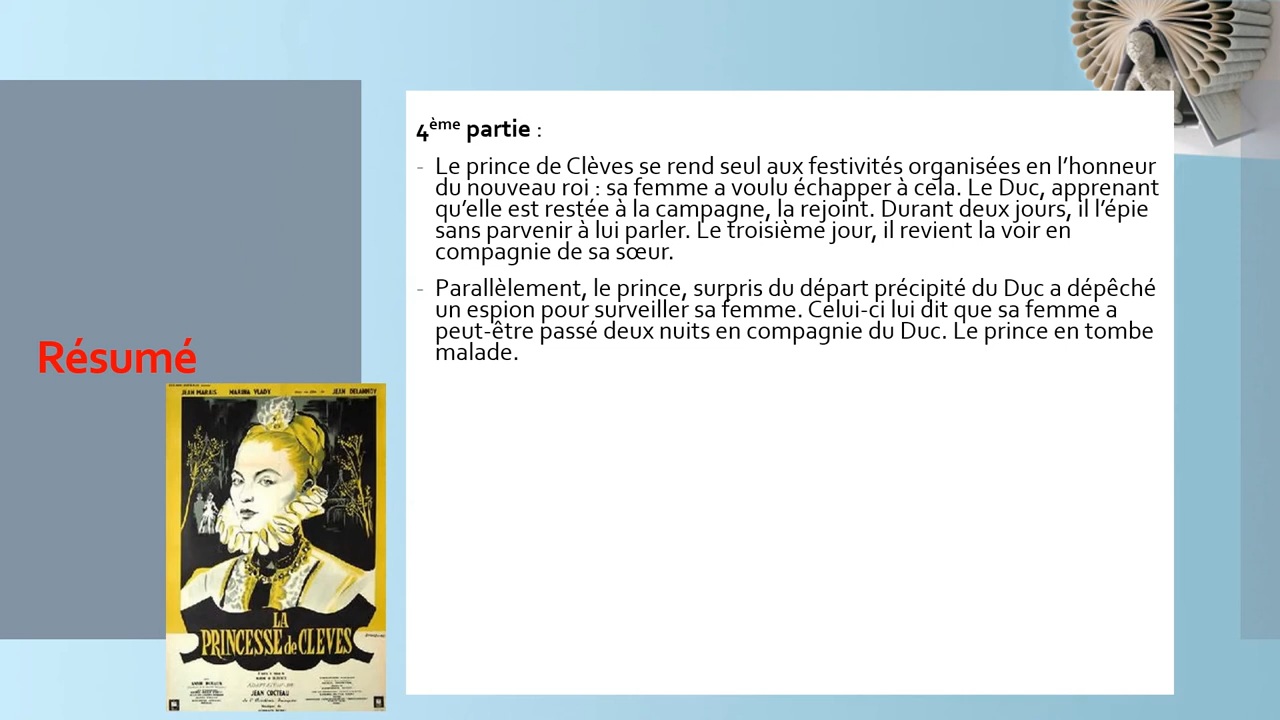 4ème partie :
- Le prince de Clèves se rend seul aux festivités organisées en l’honneur
du nouveau roi : sa femme a voulu échapper à cela. Le Duc, apprenant
qu’elle est restée à la campagne, la rejoint. Durant deux jours, il l’épie
sans parvenir à lui parler. Le troisième jour, il revient la voir en
compagnie de sa sœur.
- Parallèlement, le prince, surpris du départ précipité du Duc a dépêché
un espion pour surveiller sa femme. Celui-ci lui dit que sa femme a
peut-être passé deux nuits en compagnie du Duc. Le prince en tombe
malade.
Résumé
JEAN MARAIS MARINA VLADY JEAN DELANNOY
LA
PRINCESSE de CLEVES
JEAN COCTEAU